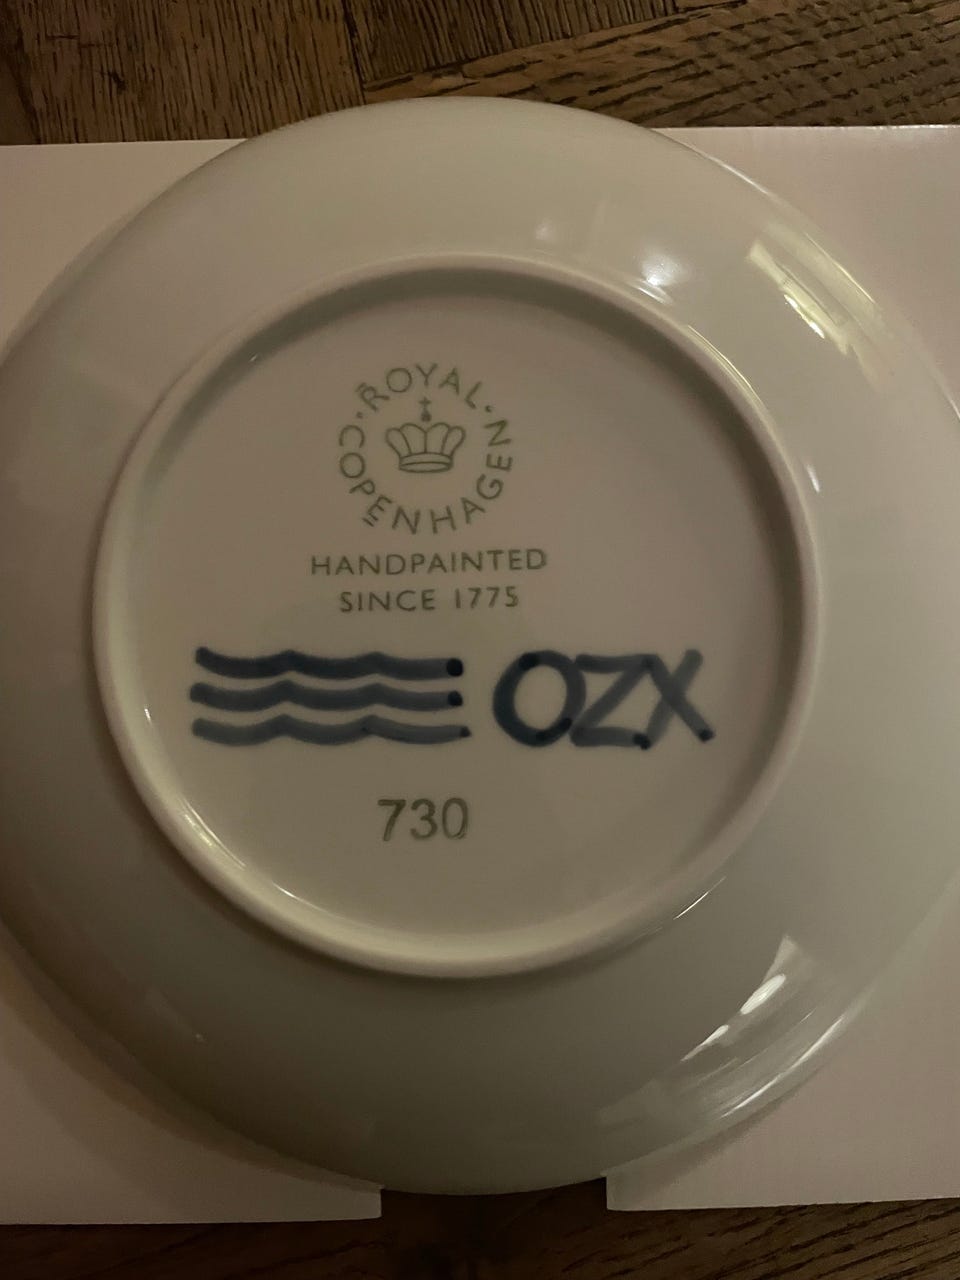 ROYAL
COPENHAGEN
HANDPAINTED
SINCE 1775
OZX
730